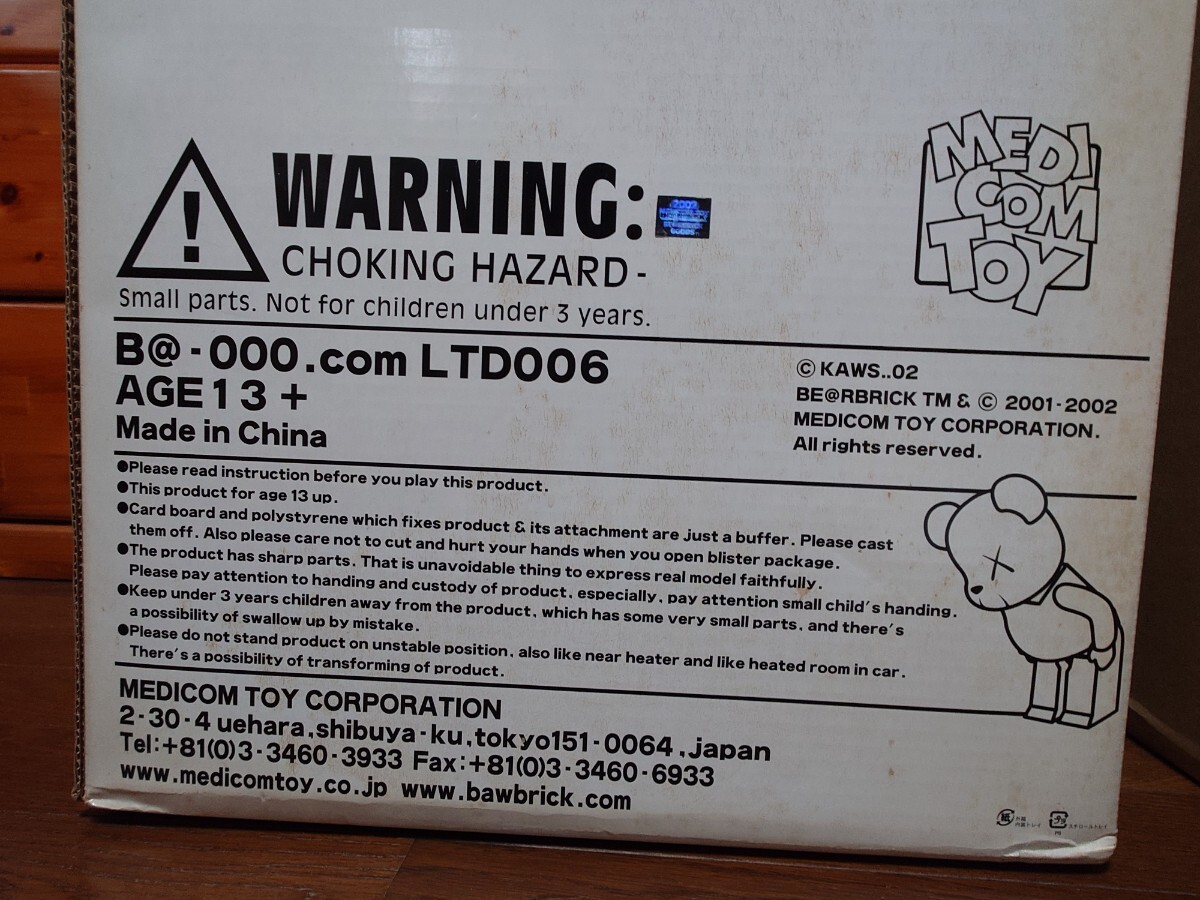 MEDI
COM
TOY
WARNING:
2002
CHOKING HAZARD -
Small parts. Not for children under 3 years.
B@-000.com LTD006
AGE 13 +
Made in China
© KAWS..02
BE@RBRICK TM & © 2001-2002
MEDICOM TOY CORPORATION.
All rights reserved.
●Please read instruction before you play this product.
●This product for age 13 up.
●Card board and polystyrene which fixes product & its attachment are just a buffer. Please cast
them off. Also please care not to cut and hurt your hands when you open blister package.
●The product has sharp parts. That is unavoidable thing to express real model faithfully.
Please pay attention to handing and custody of product, especially, pay attention small child's handing.
●Keep under 3 years children away from the product, which has some very small parts, and there's
a possibility of swallow up by mistake.
●Please do not stand product on unstable position, also like near heater and like heated room in car.
There's a possibility of transforming of product.
MEDICOM TOY CORPORATION
2-30-4 uehara,shibuya-ku,tokyo151-0064,japan
Tel:+81(0)3-3460-3933 Fax:+81(0)3-3460-6933
www.medicomtoy.co.jp www.bawbrick.com
紙
プラ
PS